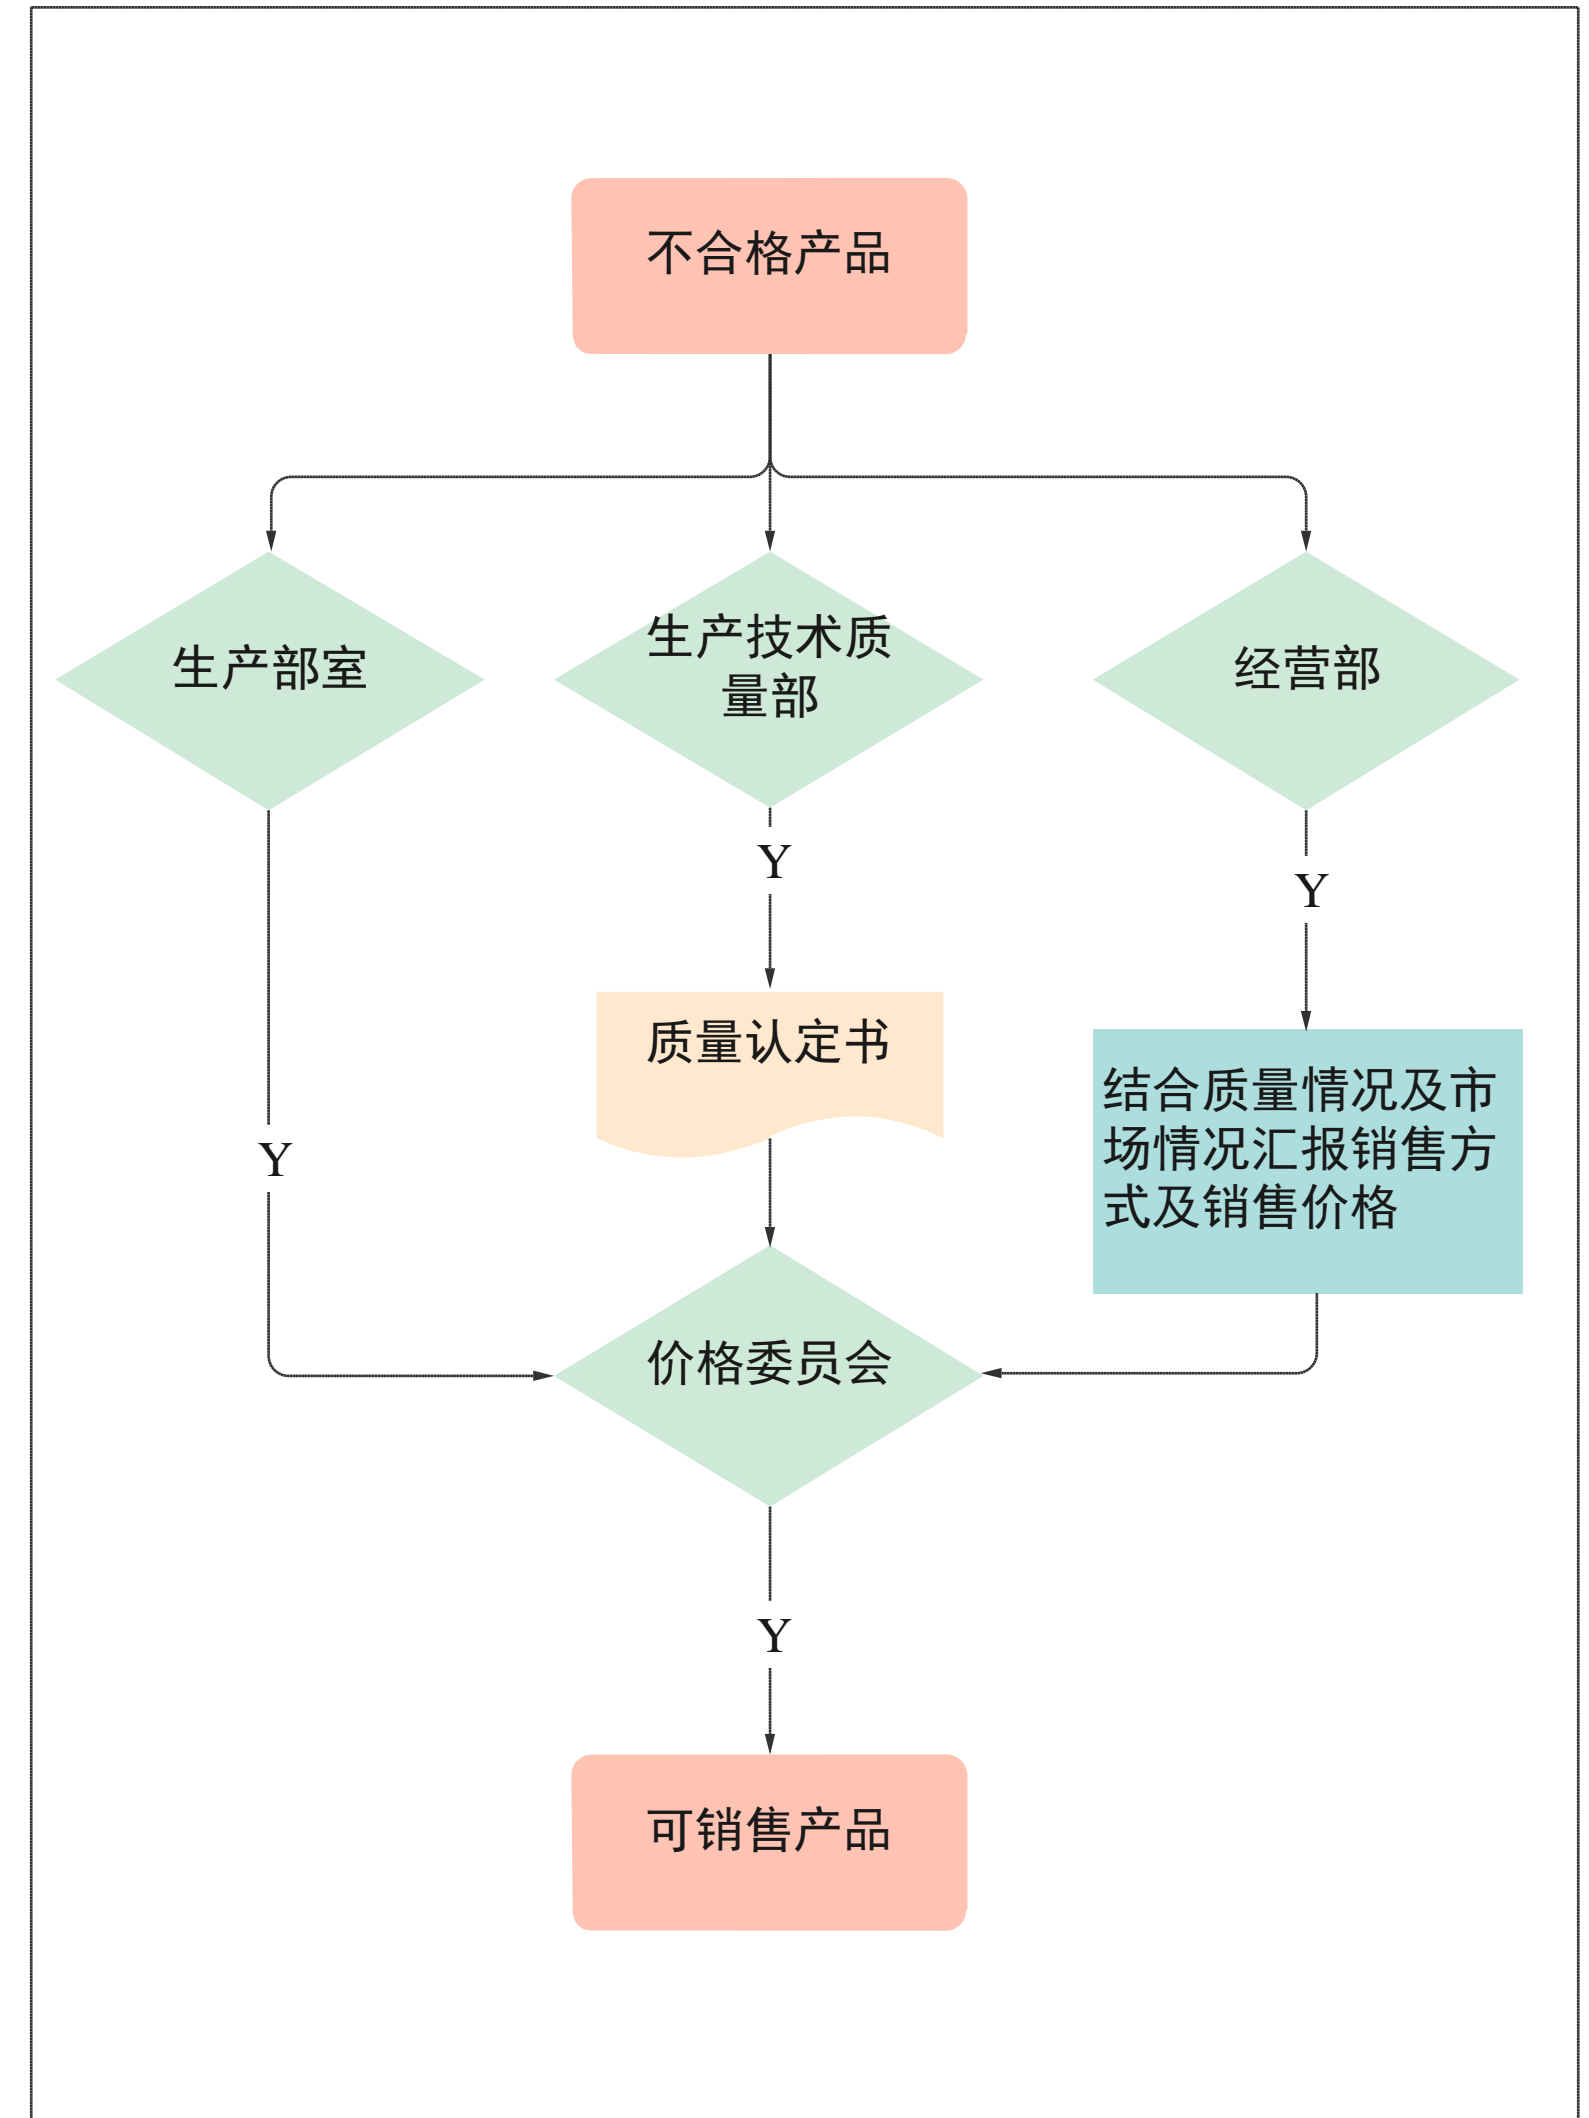 不合格产品
生产部室
生产技术质
量部
经营部
Y
Y
质量认定书
结合质量情况及市
场情况汇报销售方
式及销售价格
Y
价格委员会
Y
可销售产品